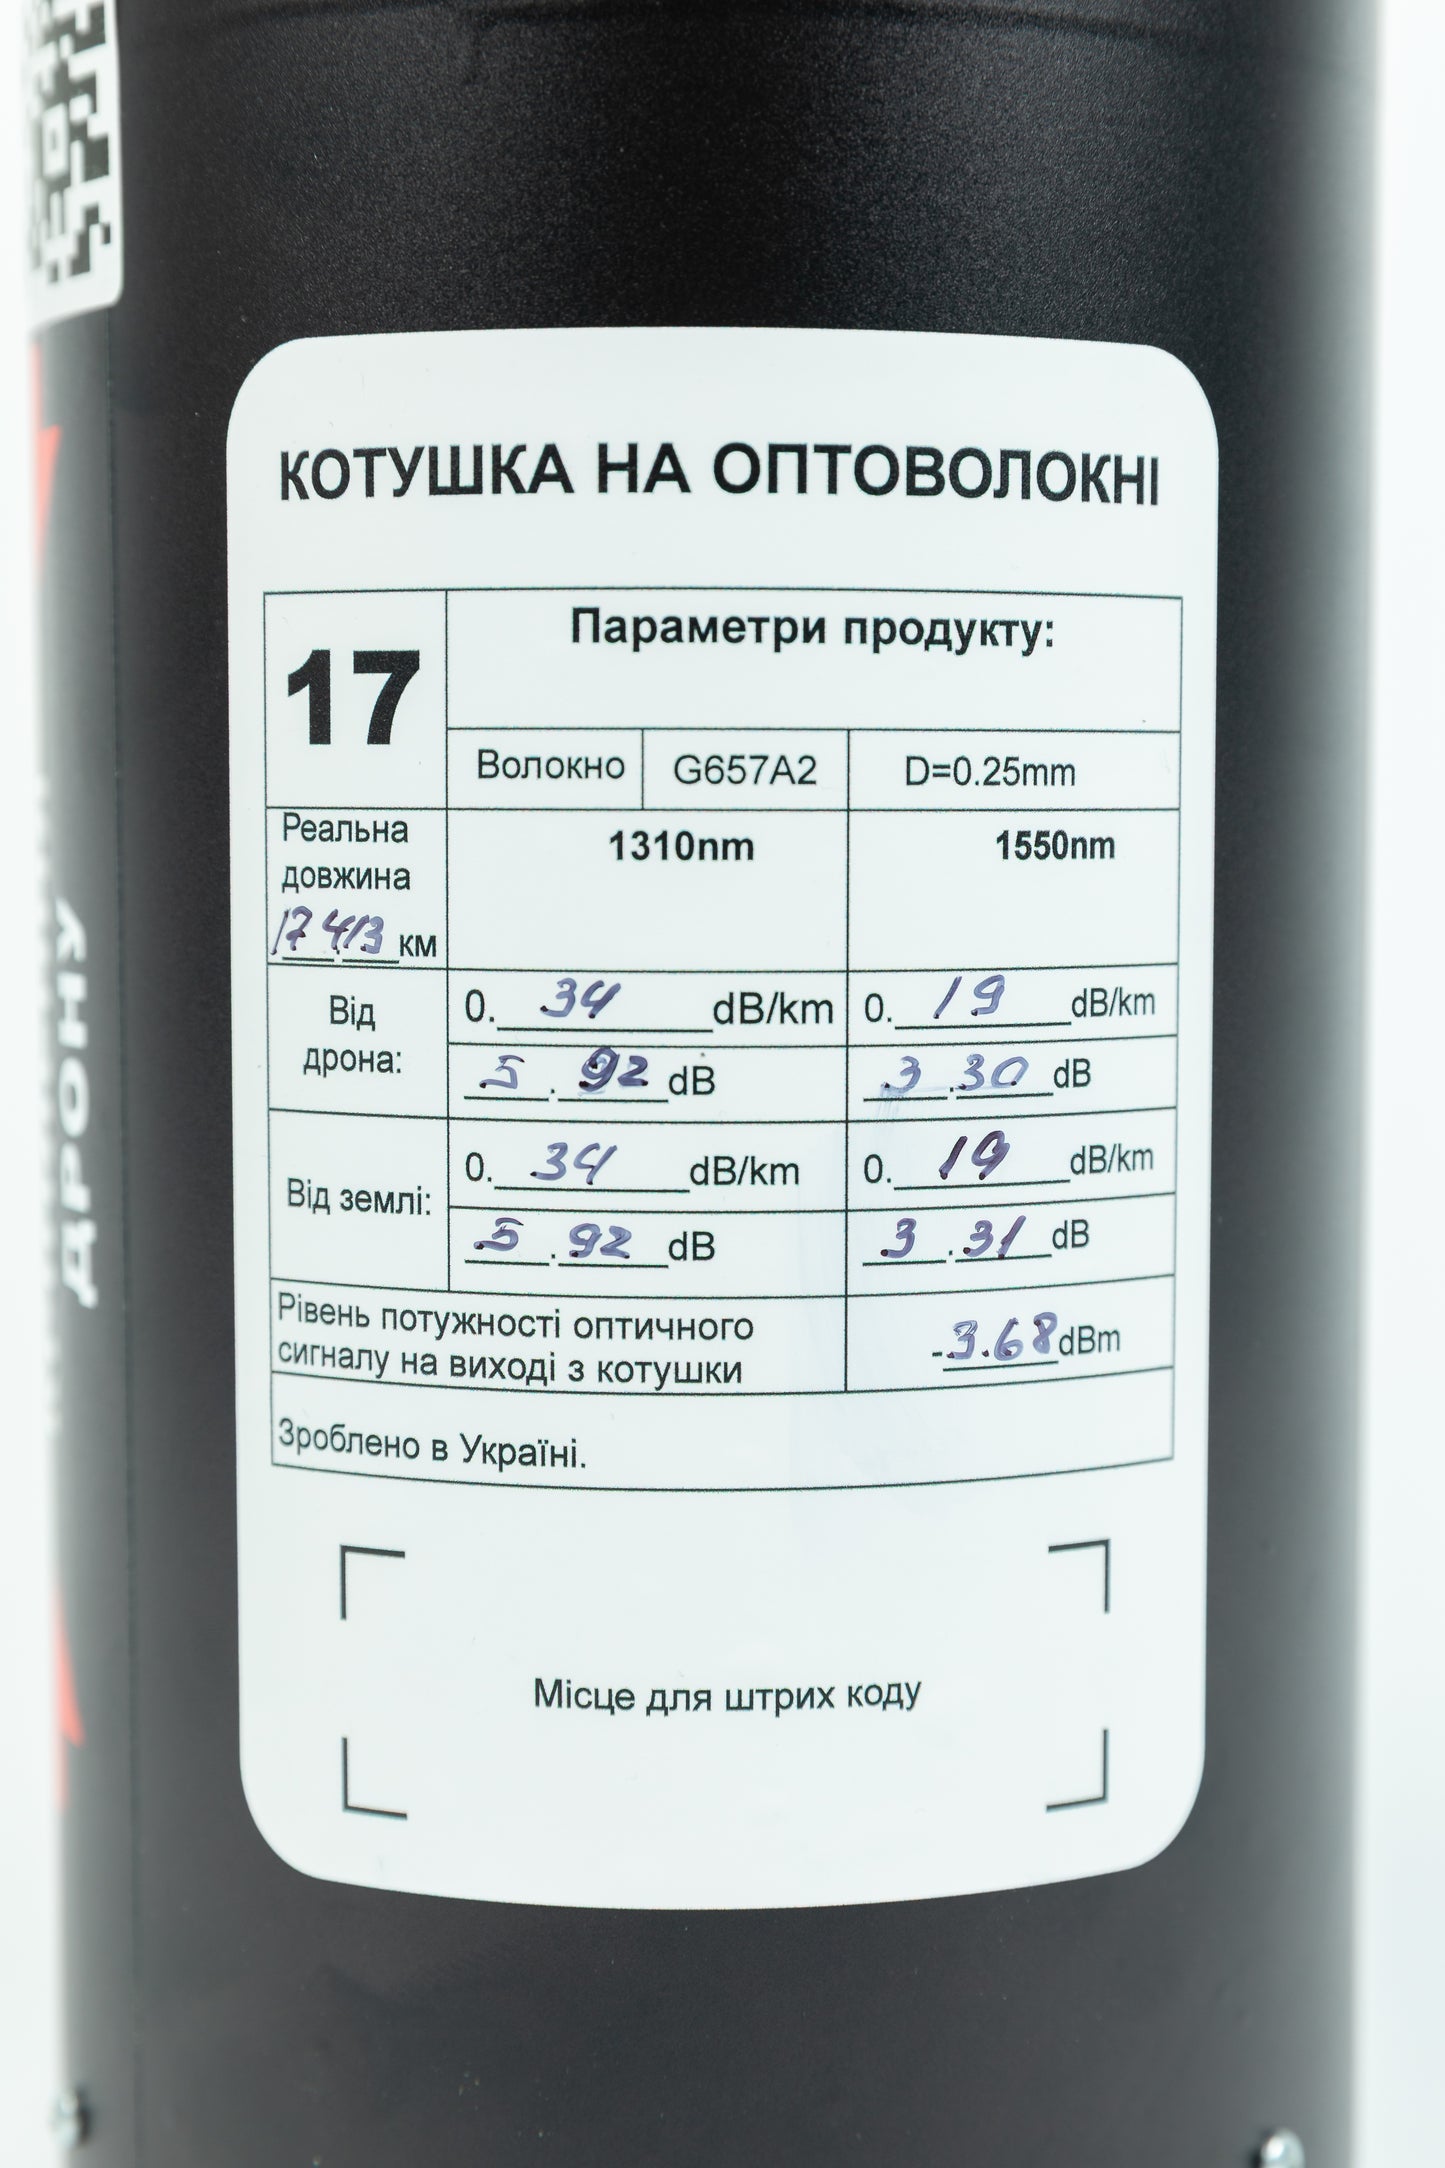 ДРОНУ
КОТУШКА НА ОПТОВОЛОКНІ
17
Параметри продукту:
Волокно G657A2 D=0.25mm
Реальна
довжина
17.413 км
1310nm 1550nm
Від
дрона:
0.34 dB/km 0.19 dB/km
5.92 dB 3.30 dB
Від землі:
0.34 dB/km 0.19 dB/km
5.92 dB 3.31 dB
Рівень потужності оптичного
сигналу на виході з котушки
-3.68 dBm
Зроблено в Україні.
Місце для штрих коду